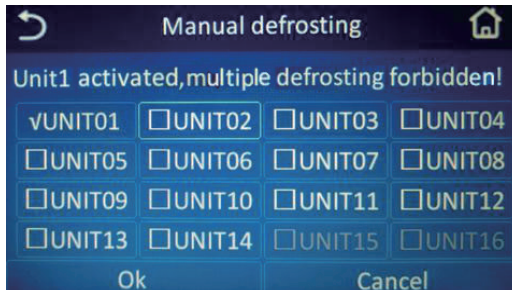 Manual defrosting
Unit1 activated,multiple defrosting forbidden!
√UNIT01 ☐UNIT02 ☐UNIT03 ☐UNIT04
☐UNIT05 ☐UNIT06 ☐UNIT07 ☐UNIT08
☐UNIT09 ☐UNIT10 ☐UNIT11 ☐UNIT12
☐UNIT13 ☐UNIT14 ☐UNIT15 ☐UNIT16
Ok Cancel